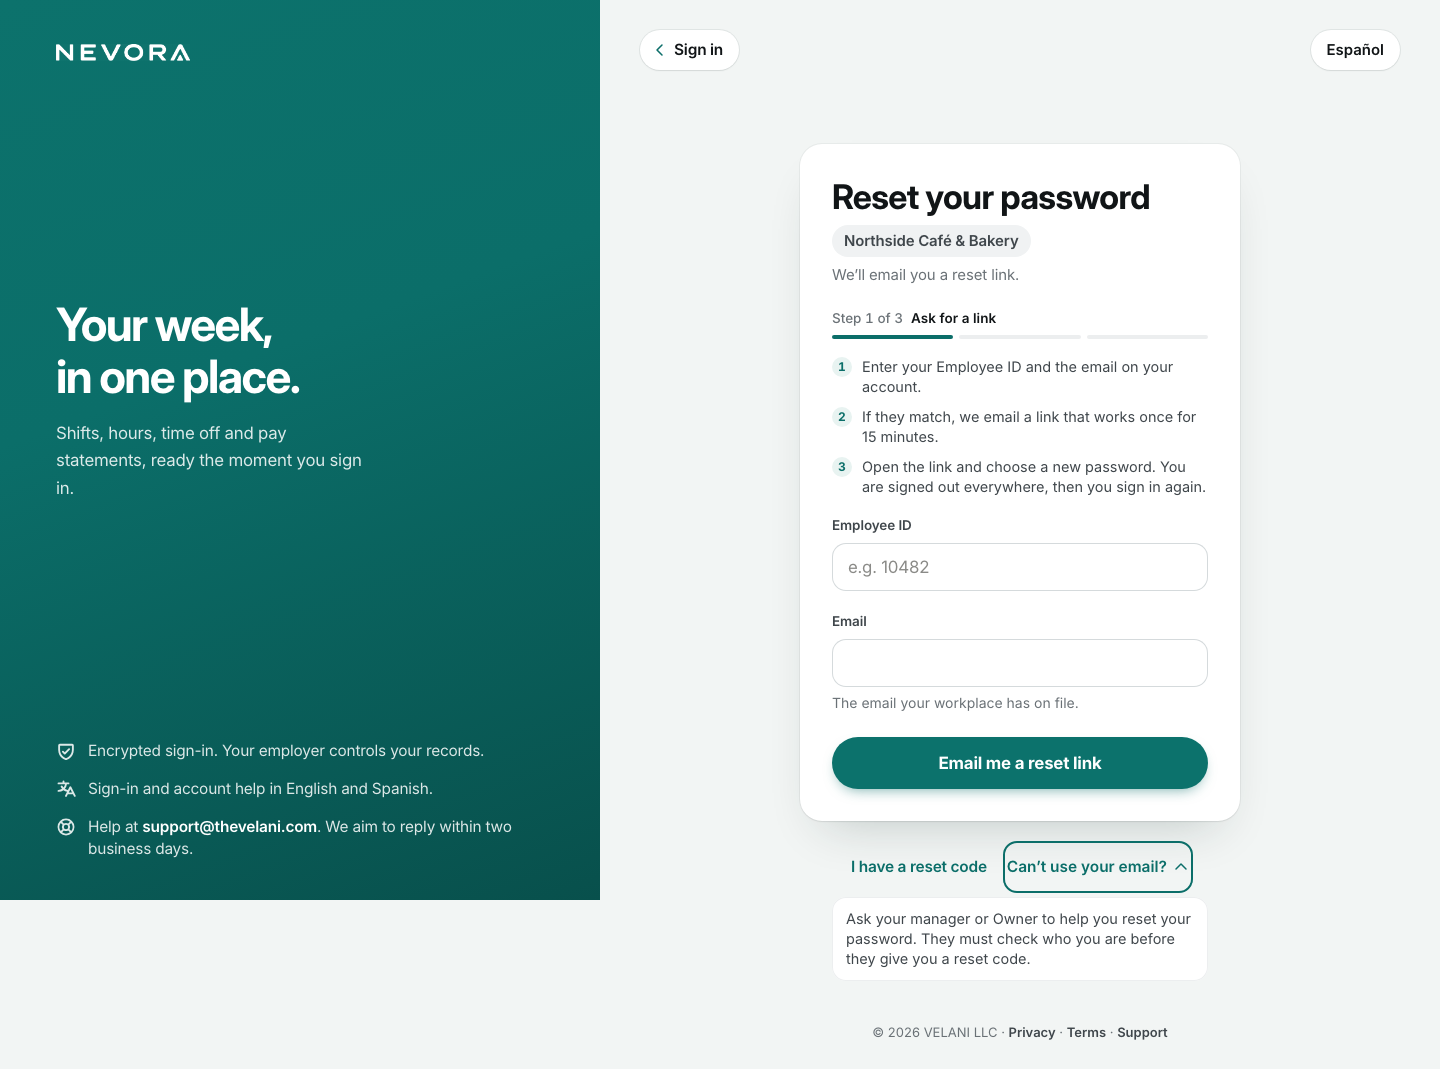 NEVORA
Your week,
in one place.
Shifts, hours, time off and pay
statements, ready the moment you sign
in.
Encrypted sign-in. Your employer controls your records.
Sign-in and account help in English and Spanish.
Help at support@thevelani.com. We aim to reply within two
business days.
Sign in
Español
Reset your password
Northside Café & Bakery
We’ll email you a reset link.
Step 1 of 3 Ask for a link
1 Enter your Employee ID and the email on your
account.
2 If they match, we email a link that works once for
15 minutes.
3 Open the link and choose a new password. You
are signed out everywhere, then you sign in again.
Employee ID
e.g. 10482
Email
The email your workplace has on file.
Email me a reset link
I have a reset code
Can’t use your email?
Ask your manager or Owner to help you reset your
password. They must check who you are before
they give you a reset code.
© 2026 VELANI LLC · Privacy · Terms · Support